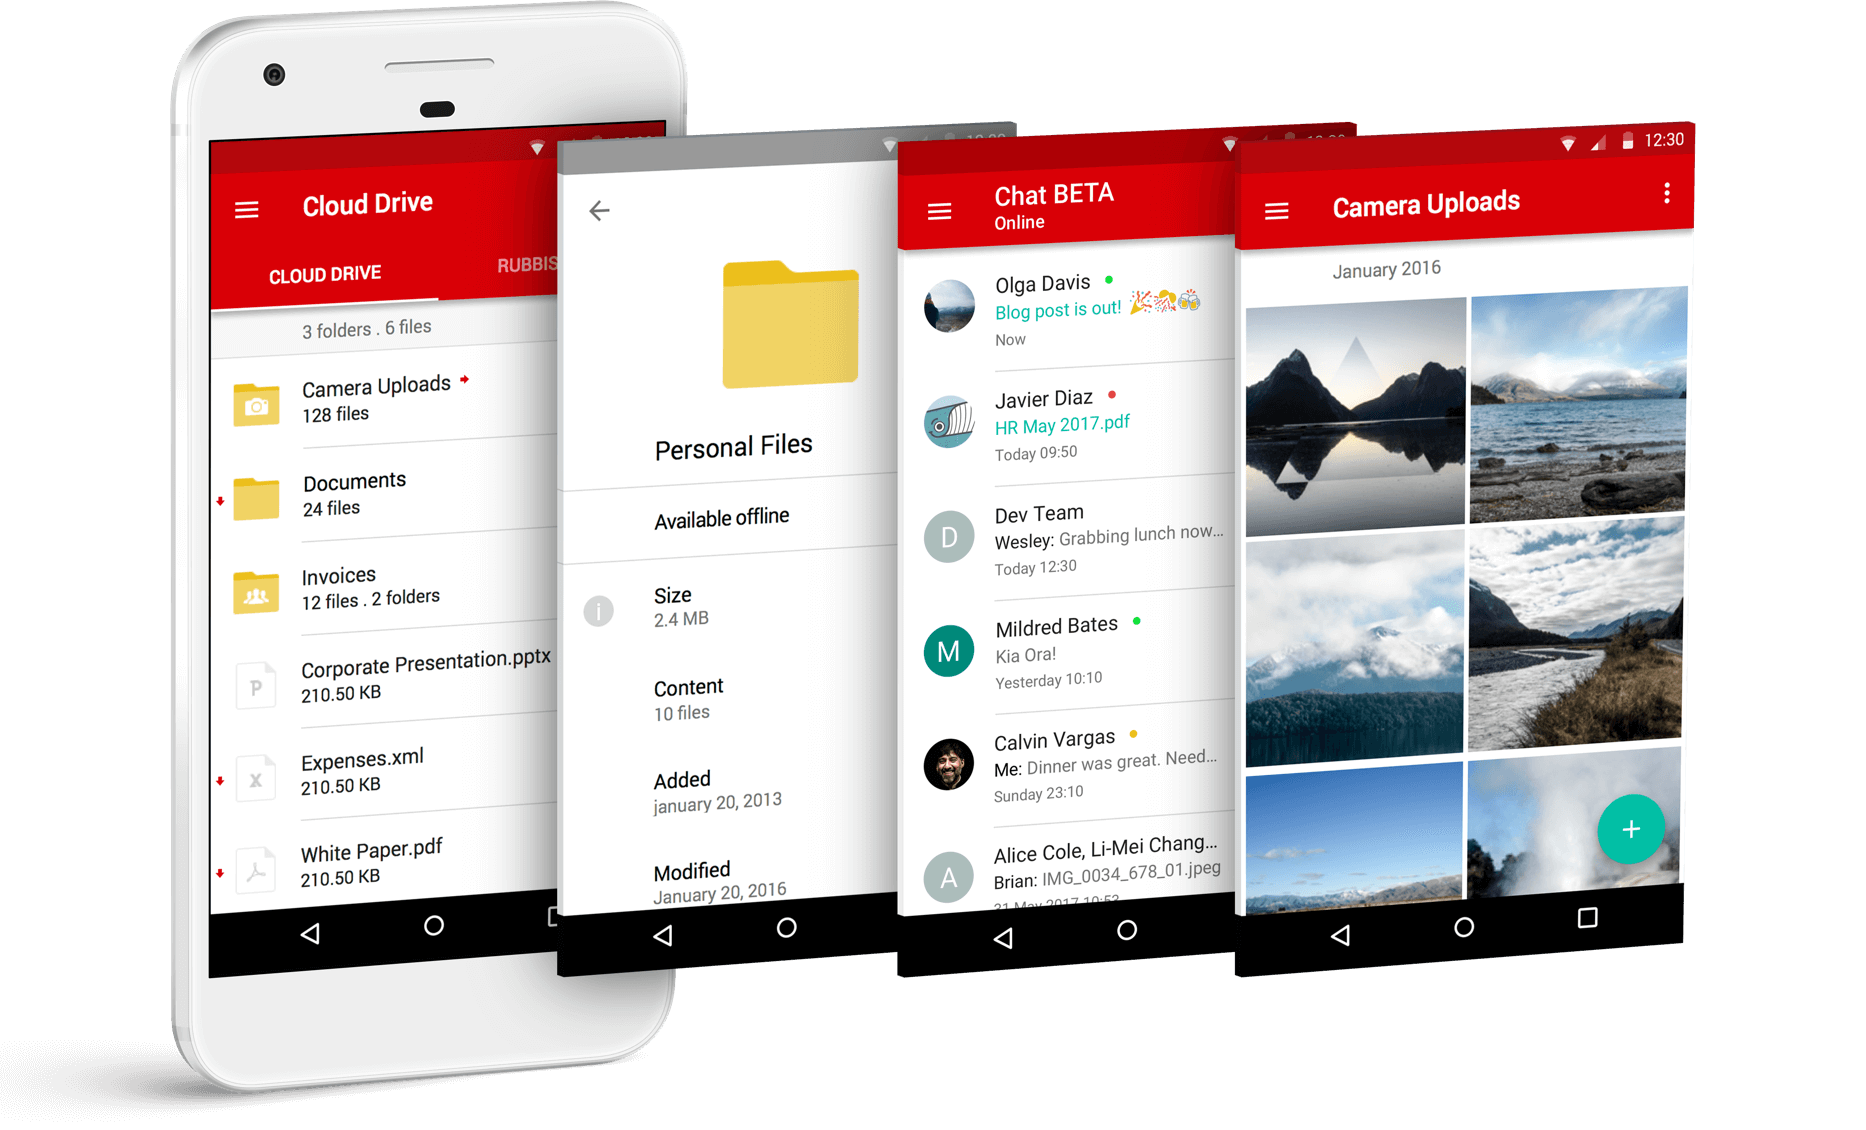 Cloud Drive
CLOUD DRIVE
RUBBIS
3 folders . 6 files
Camera Uploads
128 files
Documents
24 files
Invoices
12 files . 2 folders
P
Corporate Presentation.pptx
210.50 KB
X
Expenses.xml
210.50 KB
White Paper.pdf
210.50 KB
Personal Files
Available offline
i
Size
2.4 MB
Content
10 files
Added
january 20, 2013
Modified
January 20, 2016
Chat BETA
Online
Olga Davis
Blog post is out!
Now
Javier Diaz
HR May 2017.pdf
Today 09:50
D
Dev Team
Wesley: Grabbing lunch now...
Today 12:30
M
Mildred Bates
Kia Ora!
Yesterday 10:10
Calvin Vargas
Me: Dinner was great. Need...
Sunday 23:10
A
Alice Cole, Li-Mei Chang...
Brian: IMG_0034_678_01.jpeg
31 May 2017 10:53
12:30
Camera Uploads
January 2016